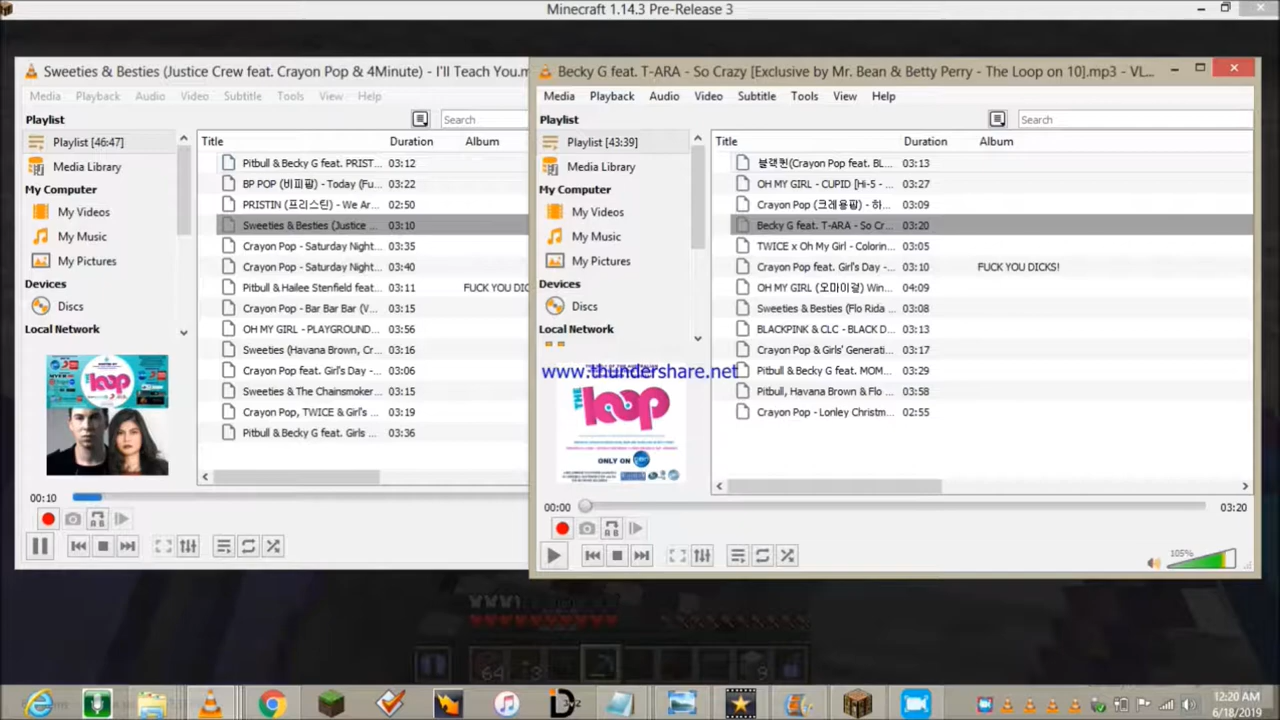 Minecraft 1.14.3 Pre-Release 3
Sweeties & Besties (Justice Crew feat. Crayon Pop & 4Minute) - I'll Teach You.m
Media Playback Audio Video Subtitle Tools View Help
Playlist
Search
Playlist [46:47]
Media Library
My Computer
My Videos
My Music
My Pictures
Devices
Discs
Local Network
Title Duration Album
Pitbull & Becky G feat. PRIST... 03:12
BP POP (비피팝) - Today (Fu... 03:22
PRISTIN (프리스틴) - We Ar... 02:50
Sweeties & Besties (Justice ... 03:10
Crayon Pop - Saturday Night... 03:35
Crayon Pop - Saturday Night... 03:40
Pitbull & Hailee Stenfield feat... 03:11 FUCK YOU DIC
Crayon Pop - Bar Bar Bar (V... 03:15
OH MY GIRL - PLAYGROUND... 03:56
Sweeties (Havana Brown, Cr... 03:16
Crayon Pop feat. Girl's Day -... 03:06
Sweeties & The Chainsmoker... 03:19
Crayon Pop, TWICE & Girl's... 03:19
Pitbull & Becky G feat. Girls ... 03:36
loop
00:10
Becky G feat. T-ARA - So Crazy [Exclusive by Mr. Bean & Betty Perry - The Loop on 10].mp3 - VL...
Media Playback Audio Video Subtitle Tools View Help
Playlist
Search
Playlist [43:39]
Media Library
My Computer
My Videos
My Music
My Pictures
Devices
Discs
Local Network
Title Duration Album
블랙핀(Crayon Pop feat. BL... 03:13
OH MY GIRL - CUPID [Hi-5 - ... 03:27
Crayon Pop (크레용팝) - 하... 03:09
Becky G feat. T-ARA - So Cr... 03:20
TWICE x Oh My Girl - Colorin... 03:05
Crayon Pop feat. Girl's Day -... 03:10 FUCK YOU DICKS!
OH MY GIRL (오마이걸) Win... 04:09
Sweeties & Besties (Flo Rida ... 03:08
BLACKPINK & CLC - BLACK D... 03:13
Crayon Pop & Girls' Generati... 03:17
Pitbull & Becky G feat. MOM... 03:29
Pitbull, Havana Brown & Flo ... 03:58
Crayon Pop - Lonley Christm... 02:55
www.thundershare.net
THE loop
ONLY ON
00:00
03:20
105%
64 3 9
12:20 AM
6/18/2019